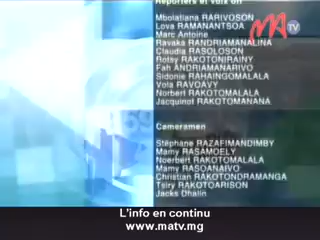 Reporters et voix off
MATV
Mbolatiana RARIVOSON
Lova RAMANANTSOA
Marc Antoine
Ravaka RANDRIAMANALINA
Claudia RASOLOSON
Rotsy RAKOTONIRAINY
Fah ANDRIAMANARIVO
Sidonie RAHAINGOMALALA
Vola RAVOAVY
Norbert RAKOTOMALALA
Jacquinot RAKOTOMANANA
Cameramen
Stéphane RAZAFIMANDIMBY
Mamy RASAMOELY
Noerbert RAKOTOMALALA
Mamy RASOANAIVO
Christian RAKOTONDRAMANGA
Tsiry RAKOTOARISON
Jacks Dhalin
L'info en continu
www.matv.mg